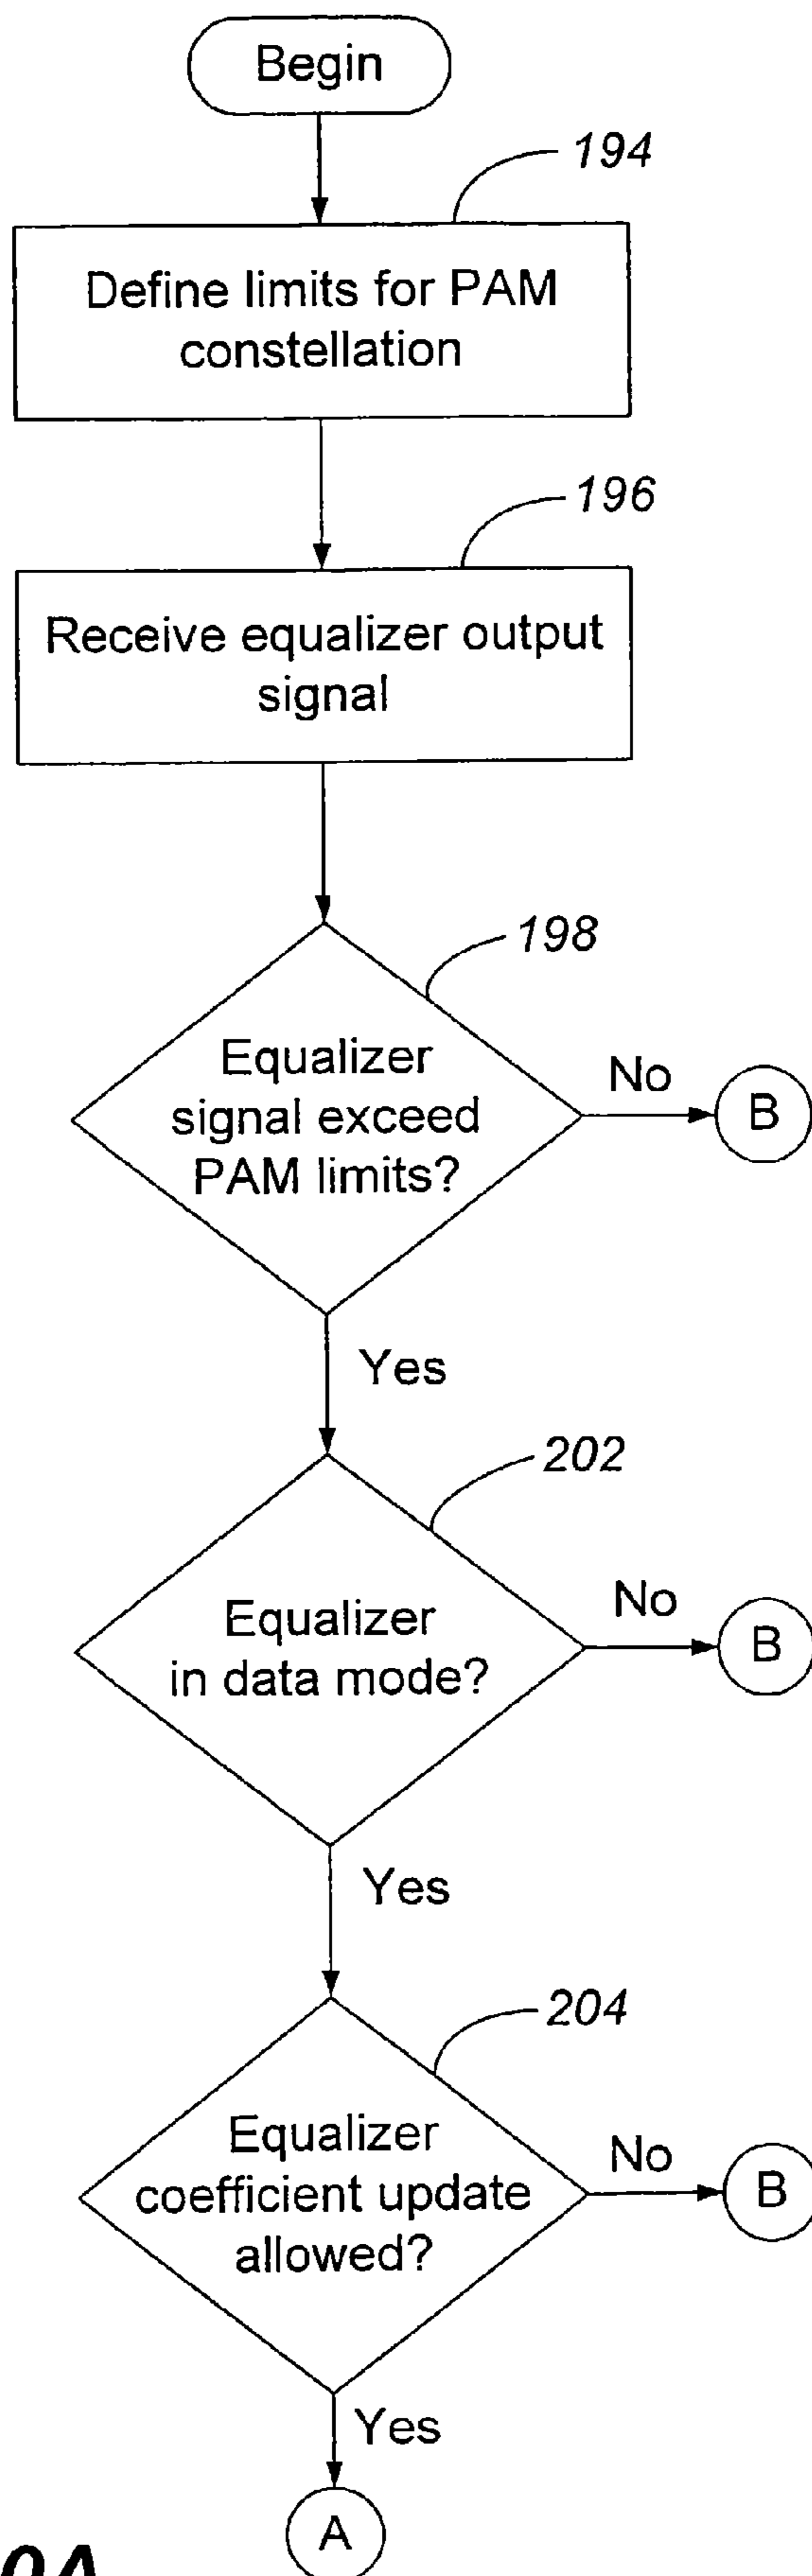 Begin
194
Define limits for PAM
constellation
196
Receive equalizer output
signal
198
Equalizer
signal exceed
PAM limits?
No
B
Yes
202
Equalizer
in data mode?
No
B
Yes
204
Equalizer
coefficient update
allowed?
No
B
Yes
A